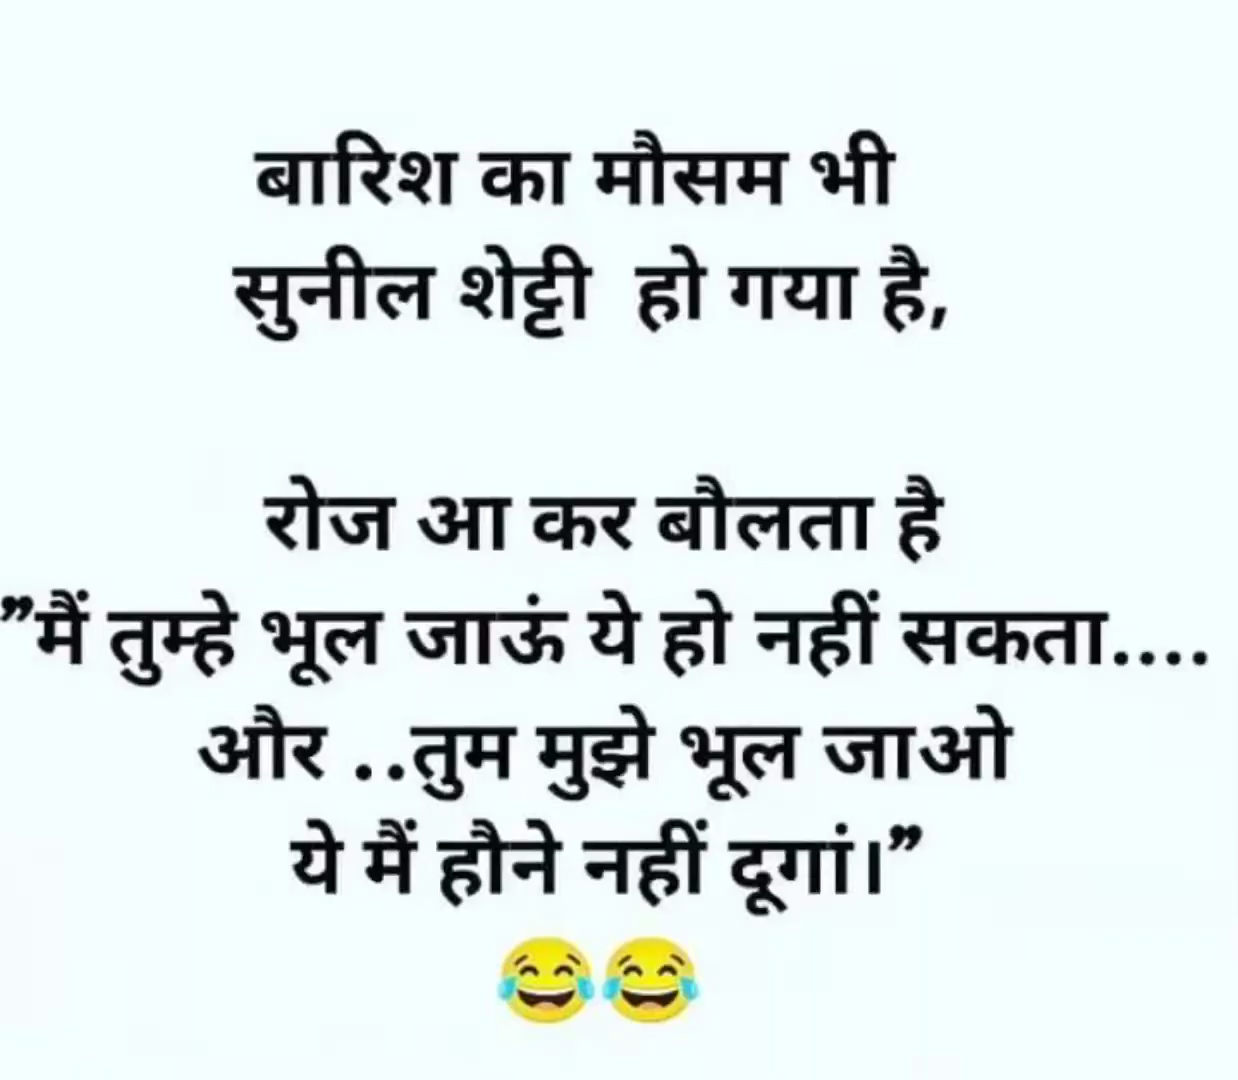 बारिश का मौसम भी
सुनील शेट्टी हो गया है,
रोज आ कर बौलता है
"मैं तुम्हे भूल जाऊं ये हो नहीं सकता....
और ..तुम मुझे भूल जाओ
ये मैं हौने नहीं दूगां।"
😂😂